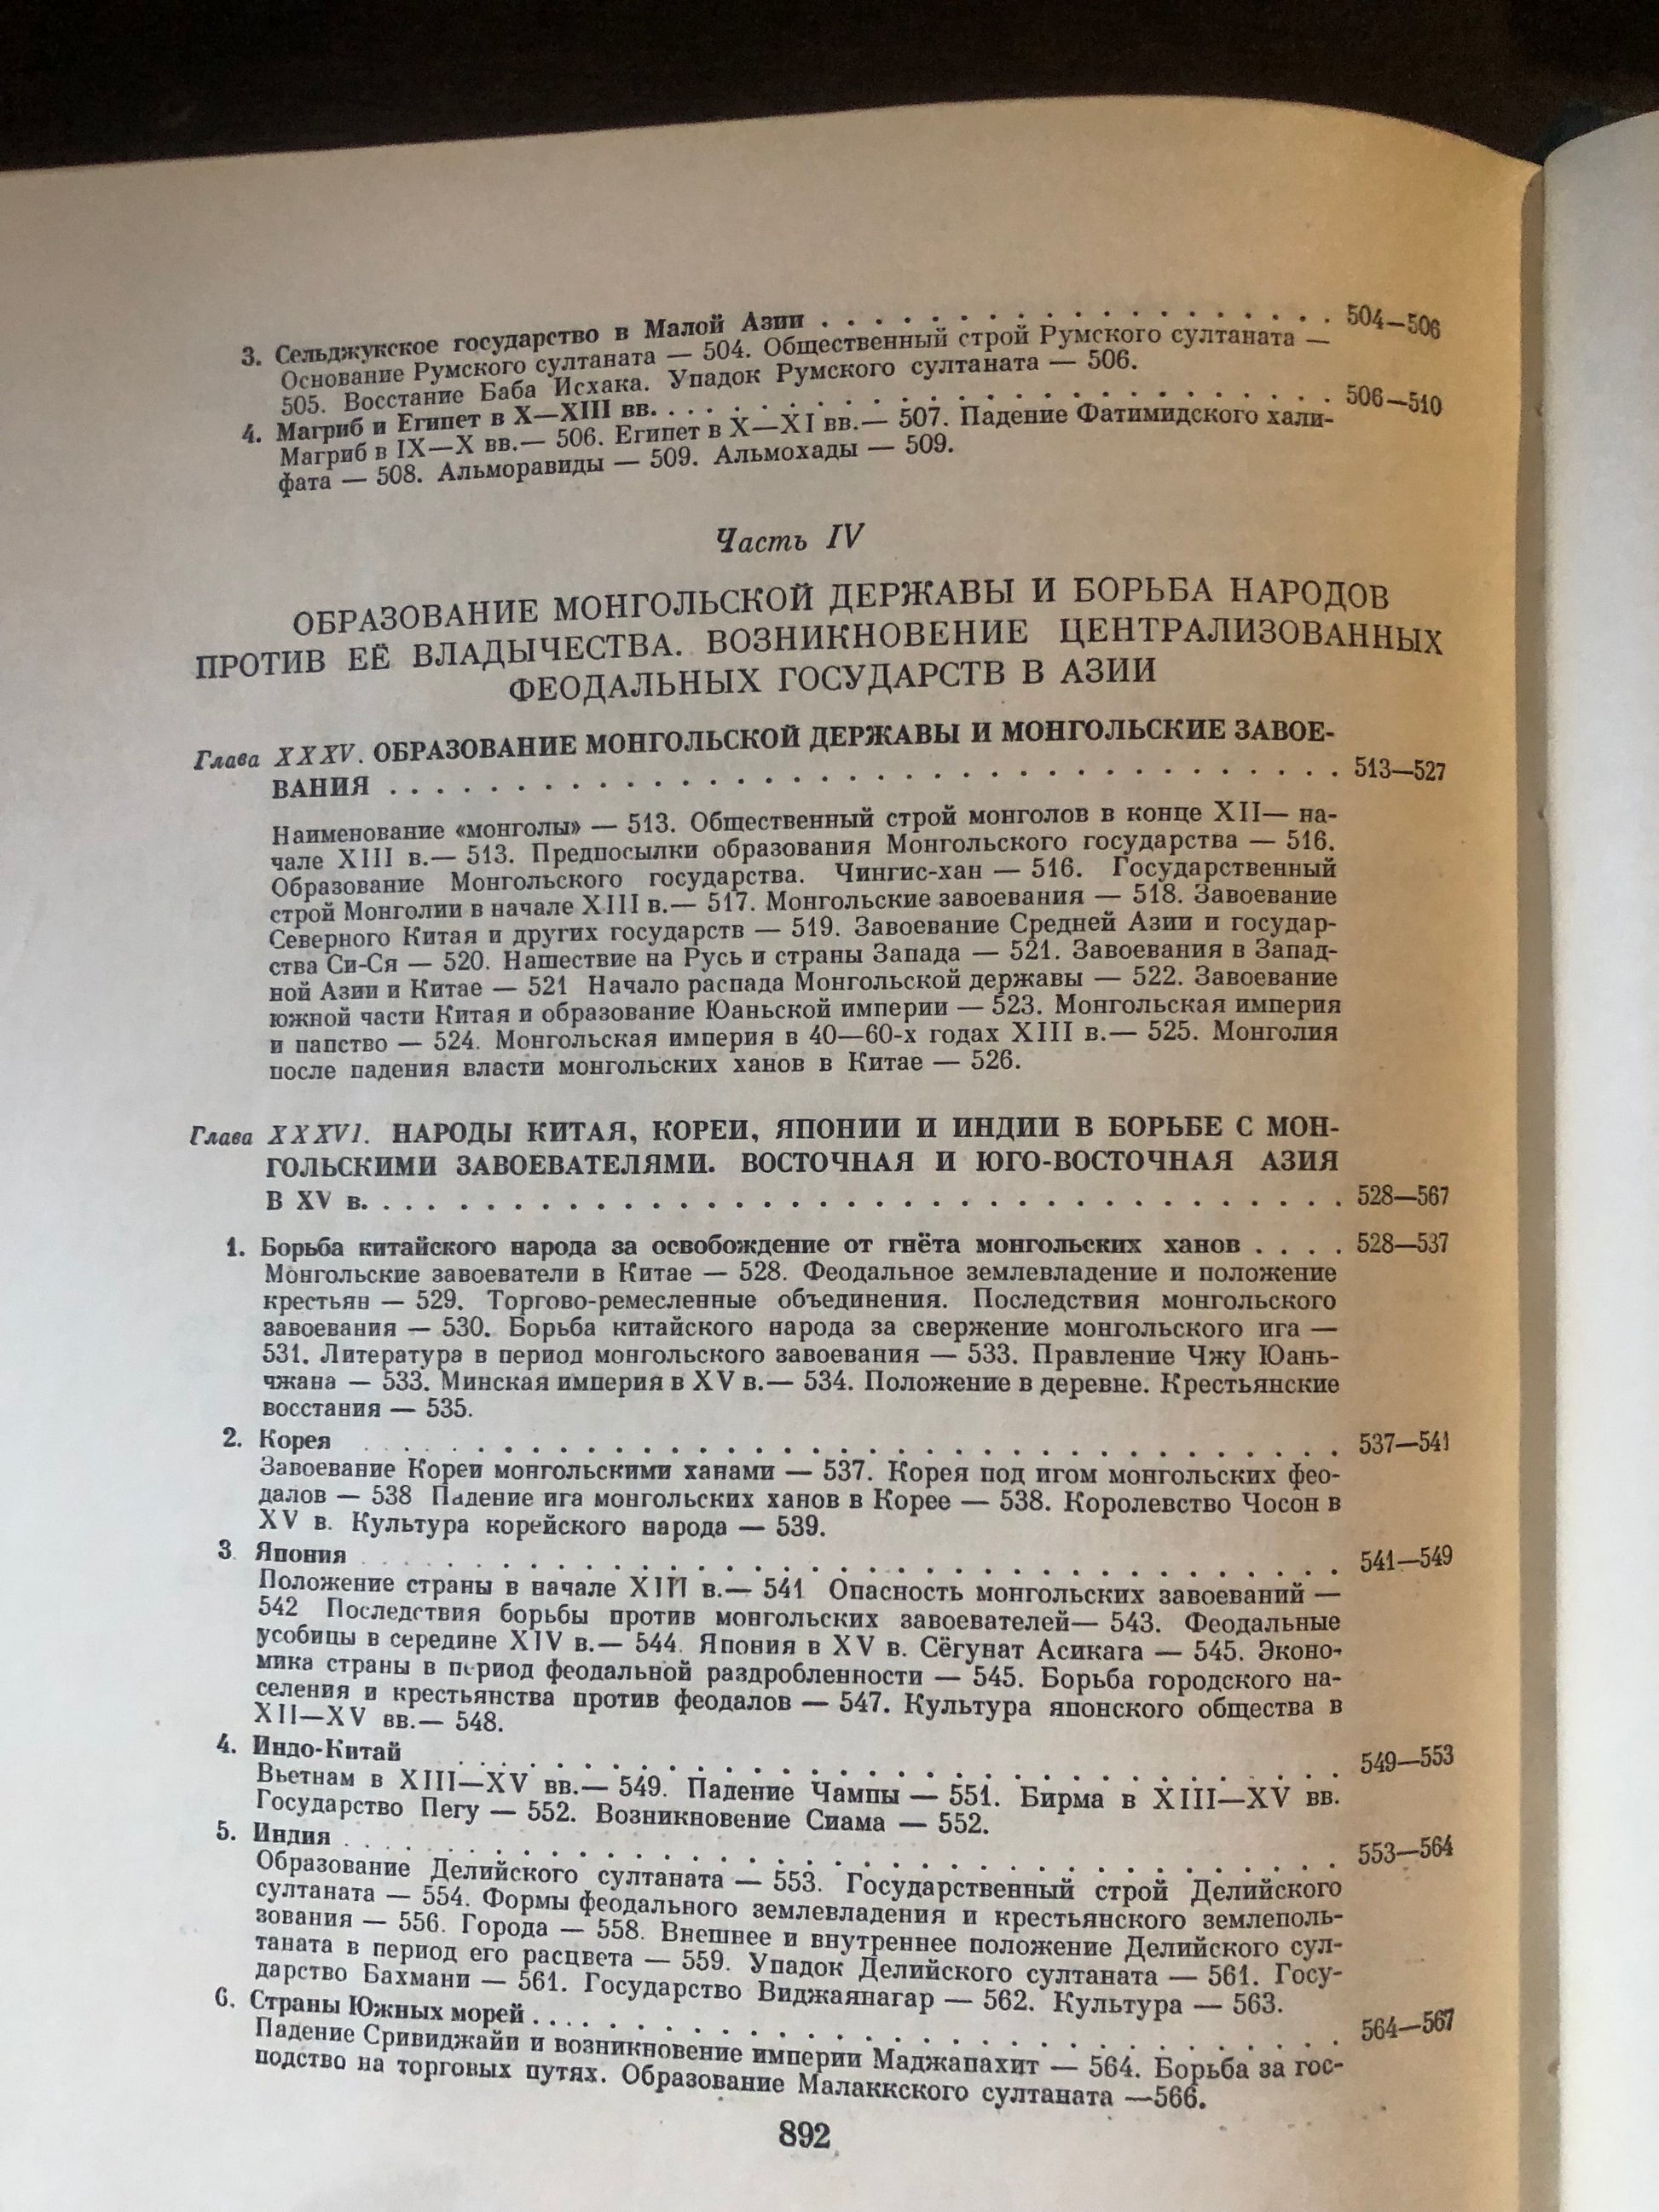 3. Сельджукское государство в Малой Азии . . . . . . . . . . . . . . . . . . . 504—506
Основание Румского султаната — 504. Общественный строй Румского султаната —
505. Восстание Баба Исхака. Упадок Румского султаната — 506.
4. Магриб и Египет в X—XIII вв. . . . . . . . . . . . . . . . . . . . . . . . . . 506—510
Магриб в IX—X вв.— 506. Египет в X—XI вв.— 507. Падение Фатимидского хали-
фата — 508. Альморавиды — 509. Альмохады — 509.
Часть IV
ОБРАЗОВАНИЕ МОНГОЛЬСКОЙ ДЕРЖАВЫ И БОРЬБА НАРОДОВ
ПРОТИВ ЕЁ ВЛАДЫЧЕСТВА. ВОЗНИКНОВЕНИЕ ЦЕНТРАЛИЗОВАННЫХ
ФЕОДАЛЬНЫХ ГОСУДАРСТВ В АЗИИ
Глава XXXV. ОБРАЗОВАНИЕ МОНГОЛЬСКОЙ ДЕРЖАВЫ И МОНГОЛЬСКИЕ ЗАВОЕ-
ВАНИЯ . . . . . . . . . . . . . . . . . . . . . . . . . . . . . 513—527
Наименование «монголы» — 513. Общественный строй монголов в конце XII— на-
чале XIII в.— 513. Предпосылки образования Монгольского государства — 516.
Образование Монгольского государства. Чингис-хан — 516. Государственный
строй Монголии в начале XIII в.— 517. Монгольские завоевания — 518. Завоевание
Северного Китая и других государств — 519. Завоевание Средней Азии и государ-
ства Си-Ся — 520. Нашествие на Русь и страны Запада — 521. Завоевания в Запад-
ной Азии и Китае — 521 Начало распада Монгольской державы — 522. Завоевание
южной части Китая и образование Юаньской империи — 523. Монгольская империя
и папство — 524. Монгольская империя в 40—60-х годах XIII в.— 525. Монголия
после падения власти монгольских ханов в Китае — 526.
Глава XXXVI. НАРОДЫ КИТАЯ, КОРЕИ, ЯПОНИИ И ИНДИИ В БОРЬБЕ С МОН-
ГОЛЬСКИМИ ЗАВОЕВАТЕЛЯМИ. ВОСТОЧНАЯ И ЮГО-ВОСТОЧНАЯ АЗИЯ
В XV в. . . . . . . . . . . . . . . . . . . . . . . . . . . . . . 528—567
1. Борьба китайского народа за освобождение от гнёта монгольских ханов . . . . 528—537
Монгольские завоеватели в Китае — 528. Феодальное землевладение и положение
крестьян — 529. Торгово-ремесленные объединения. Последствия монгольского
завоевания — 530. Борьба китайского народа за свержение монгольского ига —
531. Литература в период монгольского завоевания — 533. Правление Чжу Юань-
чжана — 533. Минская империя в XV в.— 534. Положение в деревне. Крестьянские
восстания — 535.
2. Корея . . . . . . . . . . . . . . . . . . . . . . . . . . . . . . 537—541
Завоевание Кореи монгольскими ханами — 537. Корея под игом монгольских фео-
далов — 538 Падение ига монгольских ханов в Корее — 538. Королевство Чосон в
XV в. Культура корейского народа — 539.
3. Япония . . . . . . . . . . . . . . . . . . . . . . . . . . . . . . 541—549
Положение страны в начале XIII в.— 541 Опасность монгольских завоеваний —
542 Последствия борьбы против монгольских завоевателей— 543. Феодальные
усобицы в середине XIV в.— 544. Япония в XV в. Сёгунат Асикага — 545. Эконо-
мика страны в период феодальной раздробленности — 545. Борьба городского на-
селения и крестьянства против феодалов — 547. Культура японского общества в
XII—XV вв.— 548.
4. Индо-Китай . . . . . . . . . . . . . . . . . . . . . . . . . . . . 549—553
Вьетнам в XIII—XV вв.— 549. Падение Чампы — 551. Бирма в XIII—XV вв.
Государство Пегу — 552. Возникновение Сиама — 552.
5. Индия . . . . . . . . . . . . . . . . . . . . . . . . . . . . . . 553—564
Образование Делийского султаната — 553. Государственный строй Делийского
султаната — 554. Формы феодального землевладения и крестьянского землеполь-
зования — 556. Города — 558. Внешнее и внутреннее положение Делийского сул-
таната в период его расцвета — 559. Упадок Делийского султаната — 561. Госу-
дарство Бахмани — 561. Государство Виджаянагар — 562. Культура — 563.
6. Страны Южных морей . . . . . . . . . . . . . . . . . . . . . . . . 564—567
Падение Сривиджайи и возникновение империи Маджапахит — 564. Борьба за гос-
подство на торговых путях. Образование Малаккского султаната —566.
892